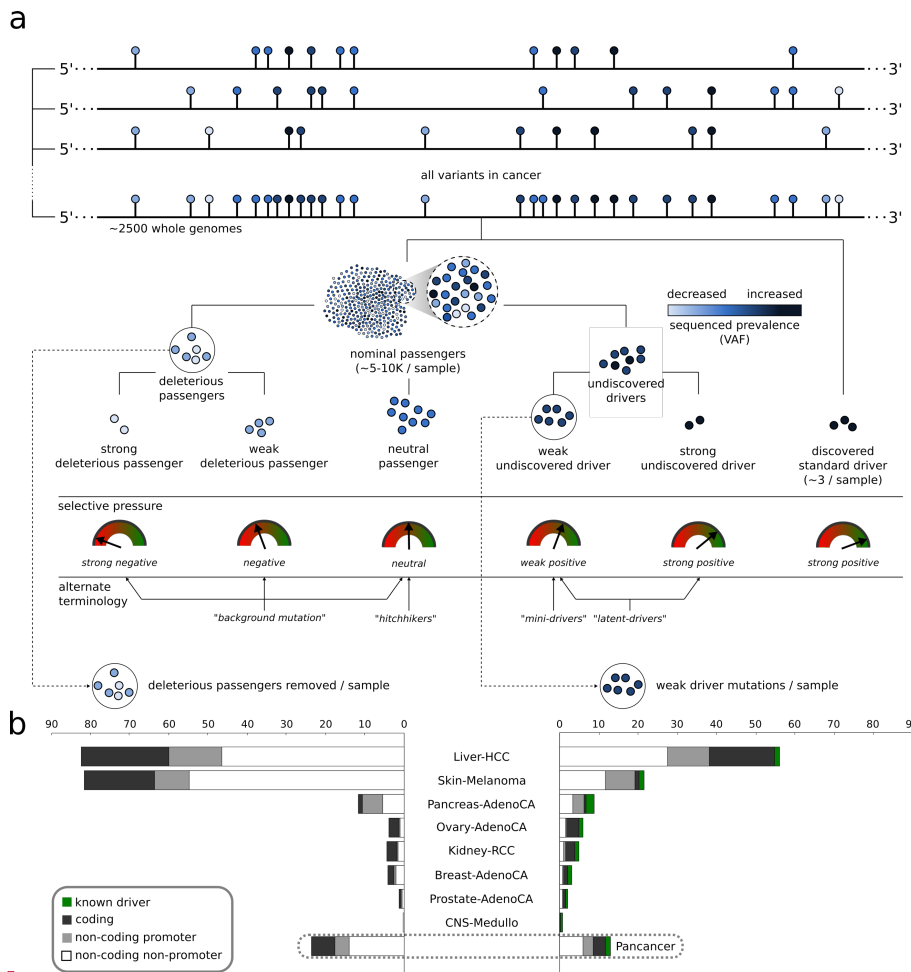 a
5' 3'
5' 3'
5' 3'
all variants in cancer
5' 3'
~2500 whole genomes
decreased increased
sequenced prevalence
(VAF)
nominal passengers
(~5-10K / sample)
deleterious
passengers
undiscovered
drivers
strong
deleterious passenger
weak
deleterious passenger
neutral
passenger
weak
undiscovered driver
strong
undiscovered driver
discovered
standard driver
(~3 / sample)
selective pressure
strong negative negative neutral weak positive strong positive strong positive
alternate
terminology
"background mutation" "hitchhikers" "mini-drivers" "latent-drivers"
deleterious passengers removed / sample
weak driver mutations / sample
b
90 80 70 60 50 40 30 20 10 0 0 10 20 30 40 50 60 70 80 90
Liver-HCC
Skin-Melanoma
Pancreas-AdenoCA
Ovary-AdenoCA
Kidney-RCC
Breast-AdenoCA
Prostate-AdenoCA
CNS-Medullo
Pancancer
known driver
coding
non-coding promoter
non-coding non-promoter